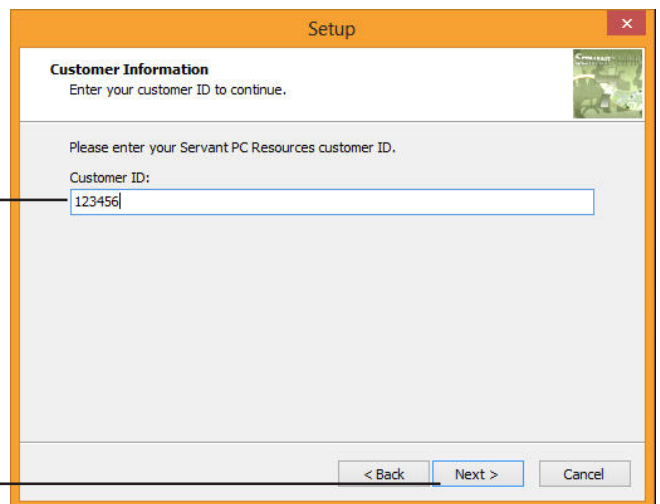 Setup
Customer Information
Enter your customer ID to continue.
Please enter your Servant PC Resources customer ID.
Customer ID:
123456
< Back
Next >
Cancel